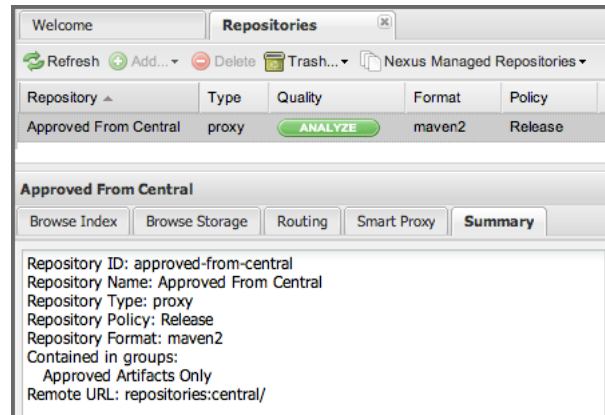 Welcome
Repositories
Refresh Add... Delete Trash... Nexus Managed Repositories
Repository Type Quality Format Policy
Approved From Central proxy ANALYZE maven2 Release
Approved From Central
Browse Index Browse Storage Routing Smart Proxy Summary
Repository ID: approved-from-central
Repository Name: Approved From Central
Repository Type: proxy
Repository Policy: Release
Repository Format: maven2
Contained in groups:
Approved Artifacts Only
Remote URL: repositories:central/